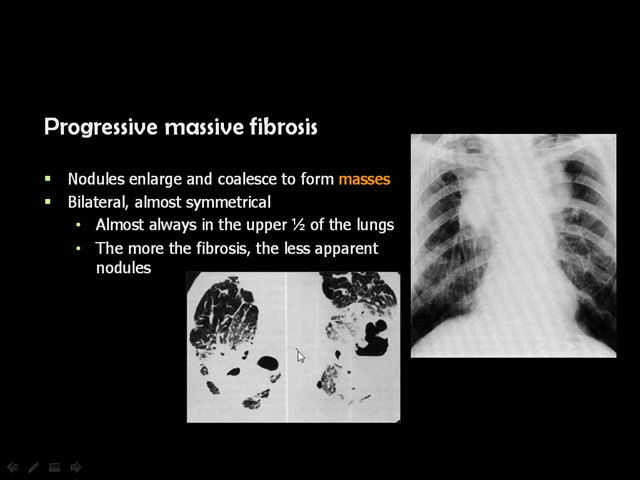 Progressive massive fibrosis
Nodules enlarge and coalesce to form masses
Bilateral, almost symmetrical
Almost always in the upper ½ of the lungs
The more the fibrosis, the less apparent
nodules